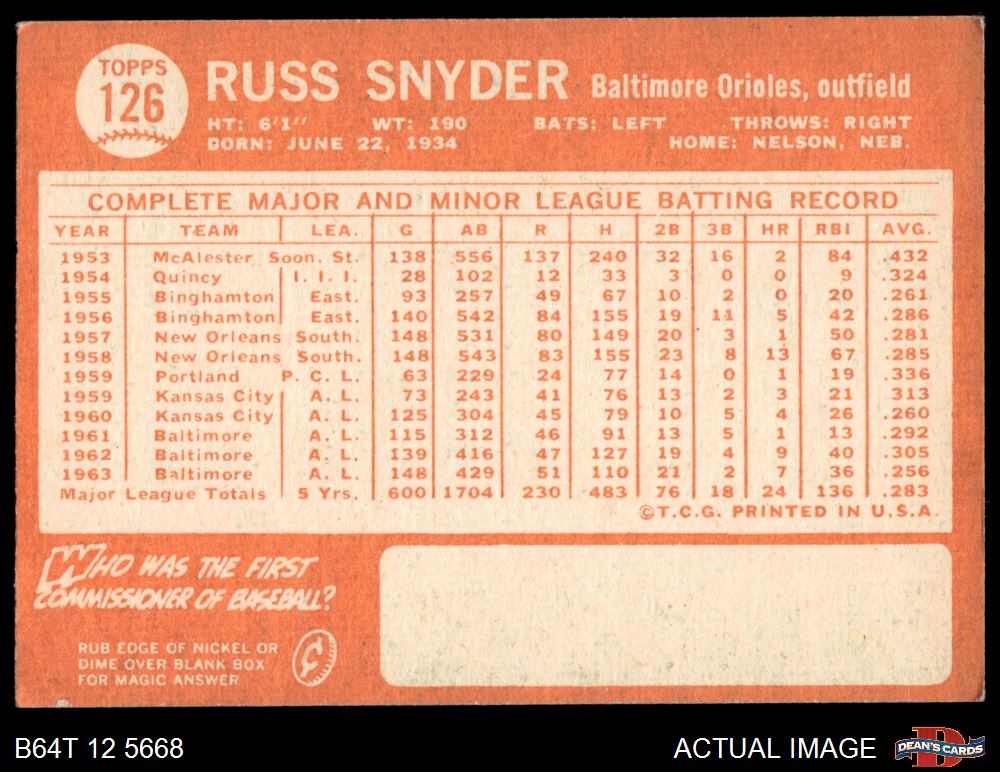 TOPPS
126
RUSS SNYDER Baltimore Orioles, outfield
HT: 6'1" WT: 190 BATS: LEFT THROWS: RIGHT
BORN: JUNE 22, 1934 HOME: NELSON, NEB.
COMPLETE MAJOR AND MINOR LEAGUE BATTING RECORD
YEAR TEAM LEA. G AB R H 2B 3B HR RBI AVG.
1953 McAlester Soon. St. 138 556 137 240 32 16 2 84 .432
1954 Quincy I. I. I. 28 102 12 33 3 0 0 9 .324
1955 Binghamton East. 93 257 49 67 10 2 0 20 .261
1956 Binghamton East. 140 542 84 155 19 11 5 42 .286
1957 New Orleans South. 148 531 80 149 20 3 1 50 .281
1958 New Orleans South. 148 543 83 155 23 8 13 67 .285
1959 Portland P. C. L. 63 229 24 77 14 0 1 19 .336
1959 Kansas City A. L. 73 243 41 76 13 2 3 21 .313
1960 Kansas City A. L. 125 304 45 79 10 5 4 26 .260
1961 Baltimore A. L. 115 312 46 91 13 5 1 13 .292
1962 Baltimore A. L. 139 416 47 127 19 4 9 40 .305
1963 Baltimore A. L. 148 429 51 110 21 2 7 36 .256
Major League Totals 5 Yrs. 600 1704 230 483 76 18 24 136 .283
©T.C.G. PRINTED IN U.S.A.
WHO WAS THE FIRST
COMMISSIONER OF BASEBALL?
RUB EDGE OF NICKEL OR
DIME OVER BLANK BOX
FOR MAGIC ANSWER
¢
B64T 12 5668 ACTUAL IMAGE DEAN'S CARDS